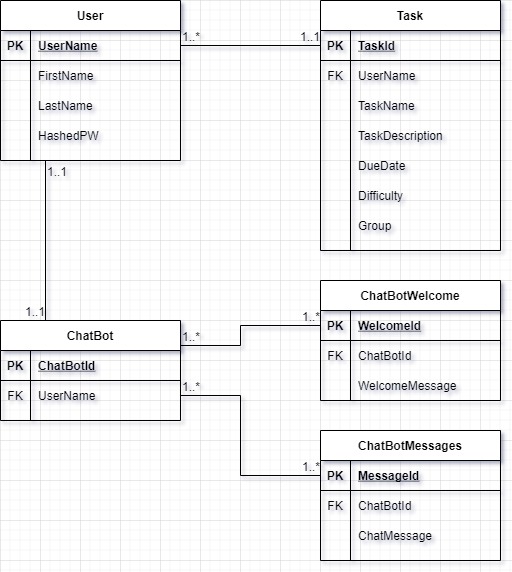 User
PK UserName
FirstName
LastName
HashedPW
1..*
1..1
Task
PK TaskId
FK UserName
TaskName
TaskDescription
DueDate
Difficulty
Group
1..1
1..1
ChatBot
PK ChatBotId
FK UserName
1..*
1..*
ChatBotWelcome
PK WelcomeId
FK ChatBotId
WelcomeMessage
1..*
1..*
ChatBotMessages
PK MessageId
FK ChatBotId
ChatMessage